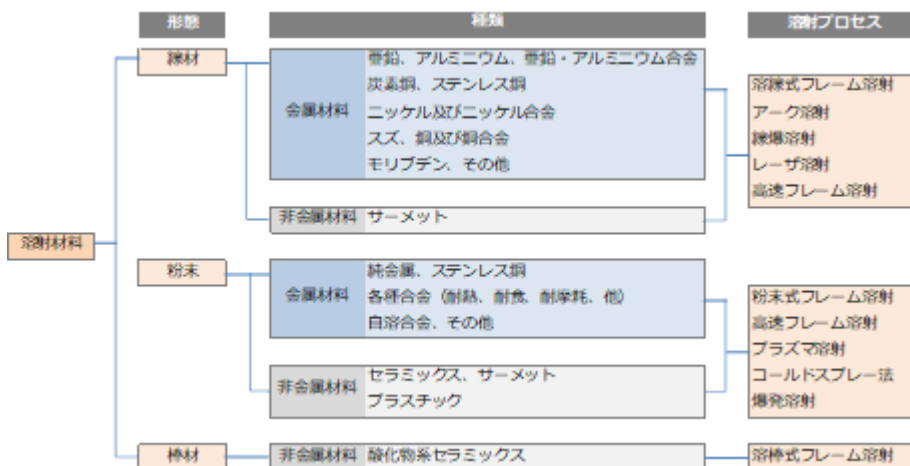 形態 種類 溶射プロセス
線材
亜鉛、アルミニウム、亜鉛・アルミニウム合金
炭素鋼、ステンレス鋼
金属材料 ニッケル及びニッケル合金
スズ、銅及び銅合金
モリブデン、その他
非金属材料 サーメット
溶線式フレーム溶射
アーク溶射
線爆溶射
レーザ溶射
高速フレーム溶射
溶射材料
粉末
純金属、ステンレス鋼
金属材料 各種合金（耐熱、耐食、耐摩耗、他）
自溶合金、その他
非金属材料 セラミックス、サーメット
プラスチック
粉末式フレーム溶射
高速フレーム溶射
プラズマ溶射
コールドスプレー法
爆発溶射
棒材 非金属材料 酸化物系セラミックス 溶棒式フレーム溶射